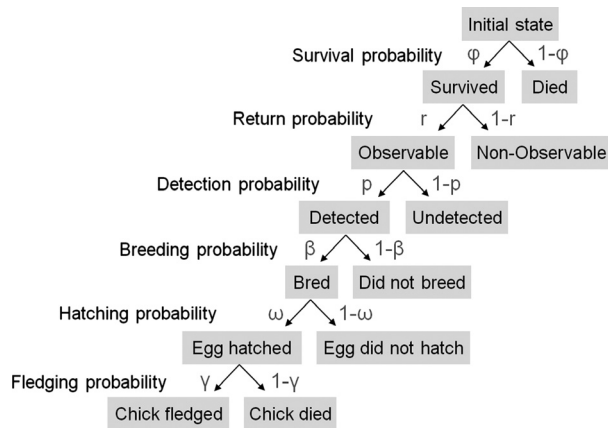 Initial state
Survival probability φ 1-φ
Survived Died
Return probability r 1-r
Observable Non-Observable
Detection probability p 1-p
Detected Undetected
Breeding probability β 1-β
Bred Did not breed
Hatching probability ω 1-ω
Egg hatched Egg did not hatch
Fledging probability γ 1-γ
Chick fledged Chick died